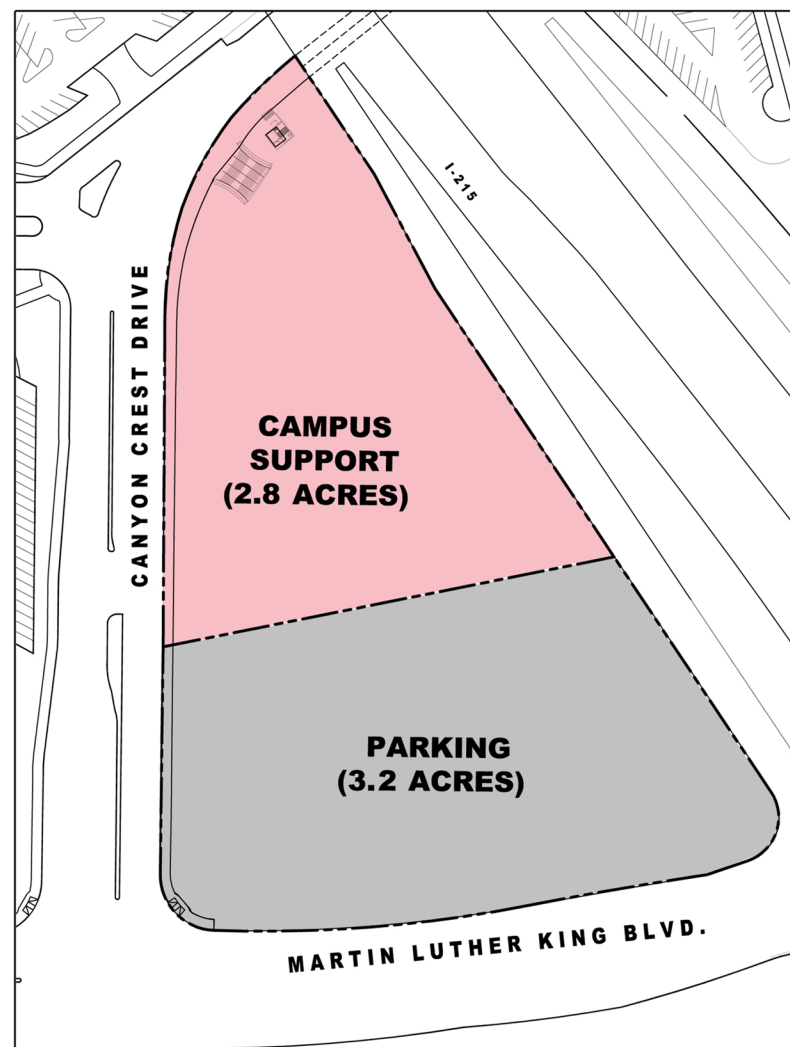 I-215
CANYON CREST DRIVE
CAMPUS
SUPPORT
(2.8 ACRES)
PARKING
(3.2 ACRES)
MARTIN LUTHER KING BLVD.